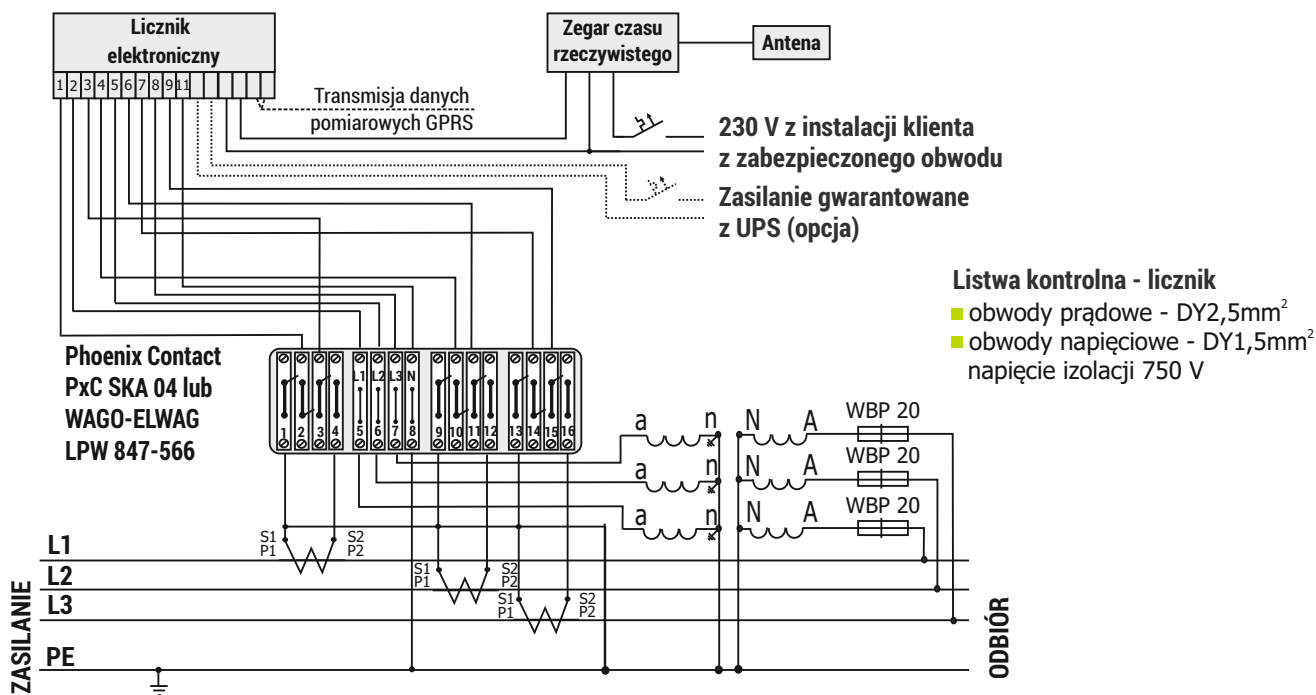 Licznik
elektroniczny
1 2 3 4 5 6 7 8 9 11
Zegar czasu
rzeczywistego
Antena
Transmisja danych
pomiarowych GPRS
230 V z instalacji klienta
z zabezpieczonego obwodu
Zasilanie gwarantowane
z UPS (opcja)
Listwa kontrolna - licznik
obwody prądowe - DY2,5mm²
obwody napięciowe - DY1,5mm²
napięcie izolacji 750 V
Phoenix Contact
PxC SKA 04 lub
WAGO-ELWAG
LPW 847-566
L1 L2 L3 N
1 2 3 4 5 6 7 8 9 10 11 12 13 14 15 16
a n N A WBP 20
a n N A WBP 20
a n N A WBP 20
S1 S2
P1 P2
S1 S2
P1 P2
S1 S2
P1 P2
L1
L2
L3
PE
ZASILANIE
ODBIÓR